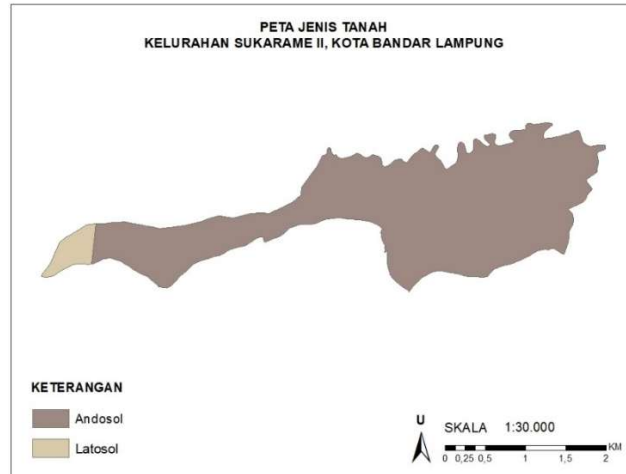 PETA JENIS TANAH
KELURAHAN SUKARAME II, KOTA BANDAR LAMPUNG
KETERANGAN
Andosol
Latosol
U
SKALA 1:30.000
KM
0 0,25 0,5 1 1,5 2